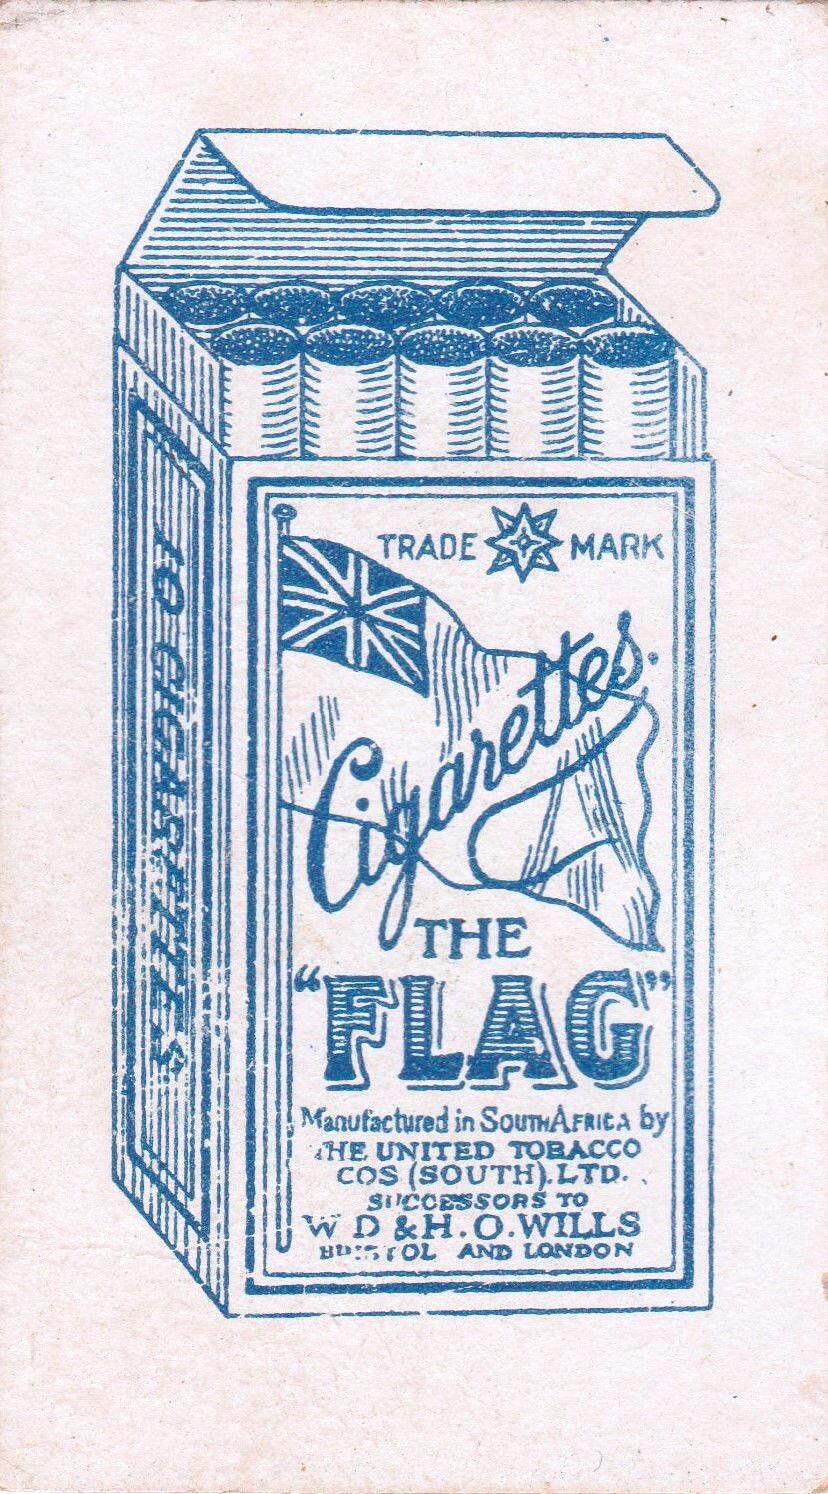 10 CIGARETTES
TRADE MARK
Cigarettes.
THE
"FLAG"
Manufactured in SOUTH AFRICA by
THE UNITED TOBACCO
COS (SOUTH). LTD.
SUCCESSORS TO
W D & H. O. WILLS
BRISTOL AND LONDON